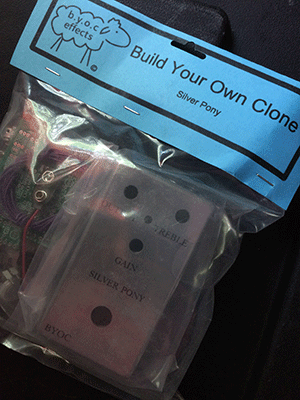 b.y.o.c.
effects
Build Your Own Clone
Silver Pony
TREBLE
GAIN
SILVER PONY
BYOC